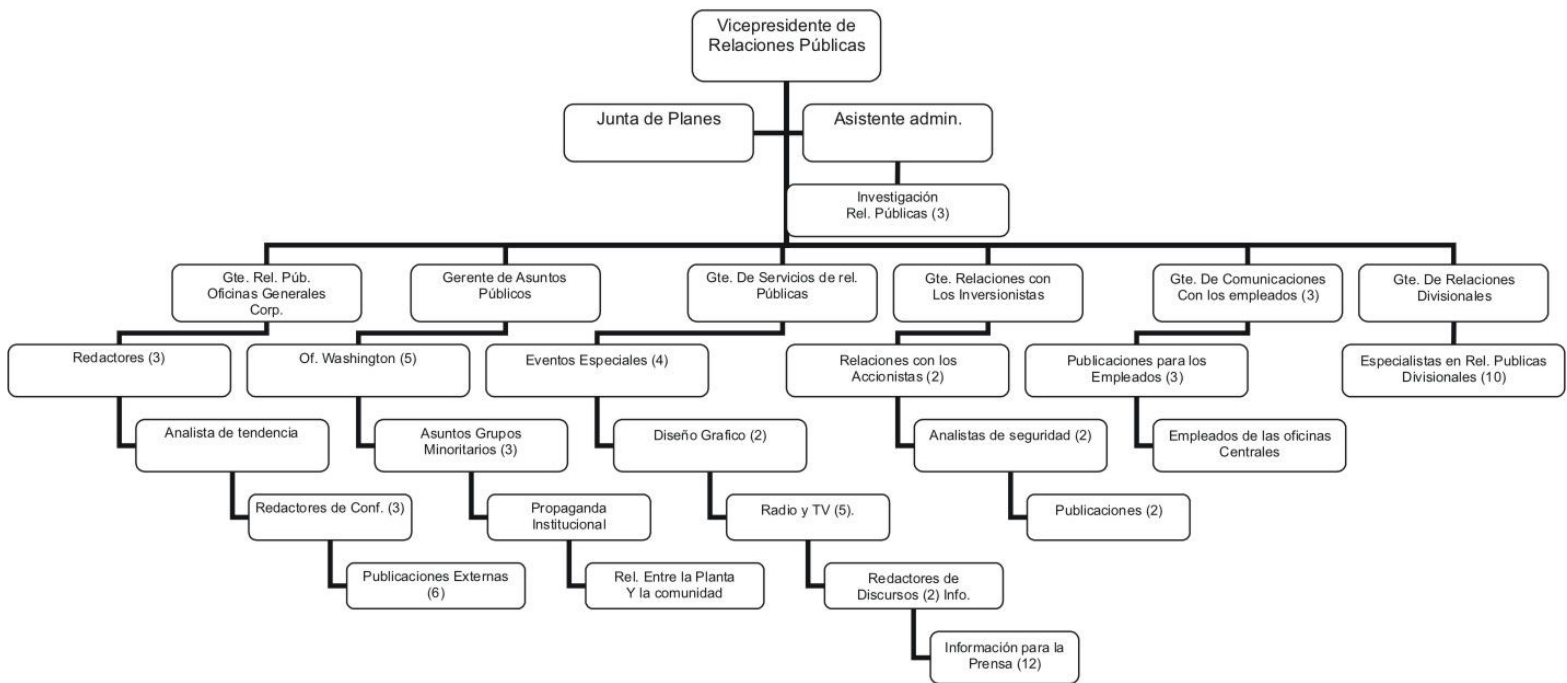 Vicepresidente de
Relaciones Públicas
Junta de Planes
Asistente admin.
Investigación
Rel. Públicas (3)
Gte. Rel. Púb.
Oficinas Generales
Corp.
Gerente de Asuntos
Públicos
Gte. De Servicios de rel.
Públicas
Gte. Relaciones con
Los Inversionistas
Gte. De Comunicaciones
Con los empleados (3)
Gte. De Relaciones
Divisionales
Redactores (3)
Of. Washington (5)
Eventos Especiales (4)
Relaciones con los
Accionistas (2)
Publicaciones para los
Empleados (3)
Especialistas en Rel. Publicas
Divisionales (10)
Analista de tendencia
Asuntos Grupos
Minoritarios (3)
Diseño Grafico (2)
Analistas de seguridad (2)
Empleados de las oficinas
Centrales
Redactores de Conf. (3)
Propaganda
Institucional
Radio y TV (5).
Publicaciones (2)
Publicaciones Externas
(6)
Rel. Entre la Planta
Y la comunidad
Redactores de
Discursos (2) Info.
Información para la
Prensa (12)